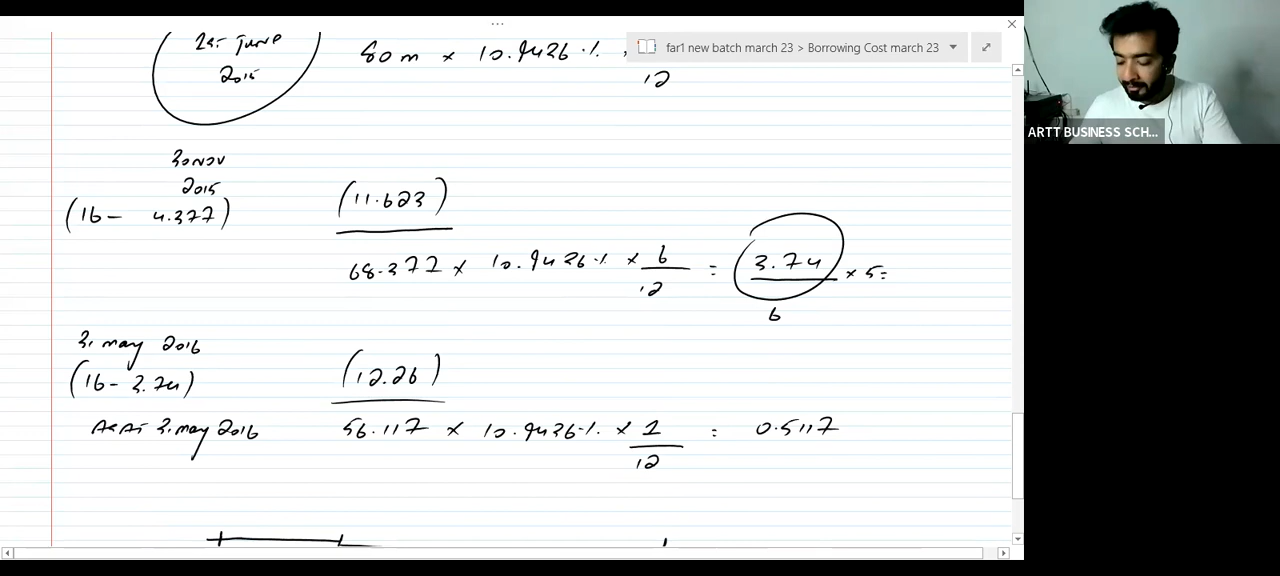 far1 new batch march 23 > Borrowing Cost march 23
1st June
2015
80 m × 10.9426 %
12
30 NOV
2015
(16 - 4.377)
(11.623)
68.377 × 10.9426 % × 6/12 = 3.74 × 5 =
6
31 may 2016
(16 - 3.74)
(12.26)
As AT 31 may 2016 56.117 × 10.9426 % × 1/12 = 0.5117
ARTT BUSINESS SCH...